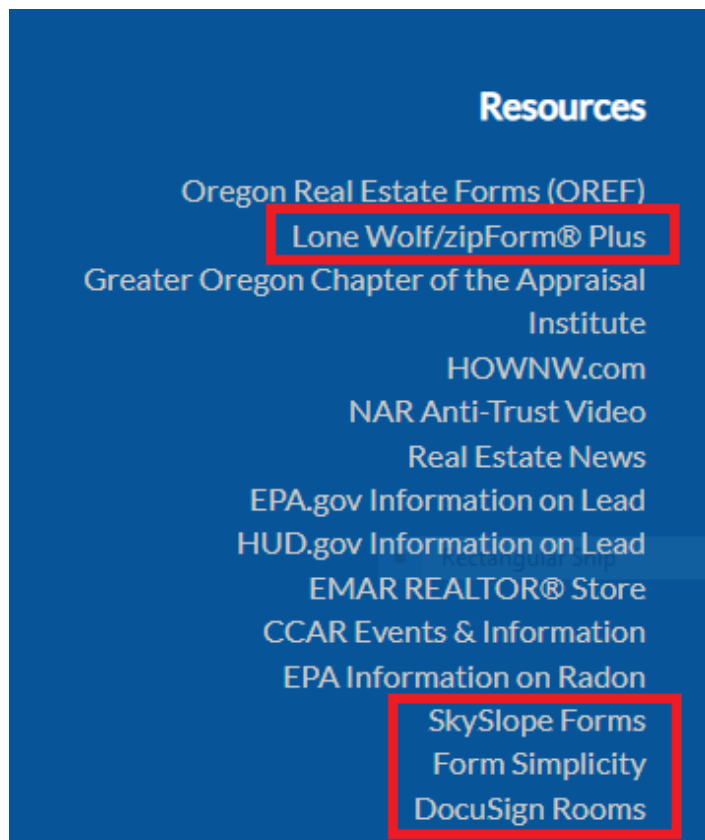 Resources
Oregon Real Estate Forms (OREF)
Lone Wolf/zipForm® Plus
Greater Oregon Chapter of the Appraisal
Institute
HOWNW.com
NAR Anti-Trust Video
Real Estate News
EPA.gov Information on Lead
HUD.gov Information on Lead
Rectangular Snip
EMAR REALTOR® Store
CCAR Events & Information
EPA Information on Radon
SkySlope Forms
Form Simplicity
DocuSign Rooms